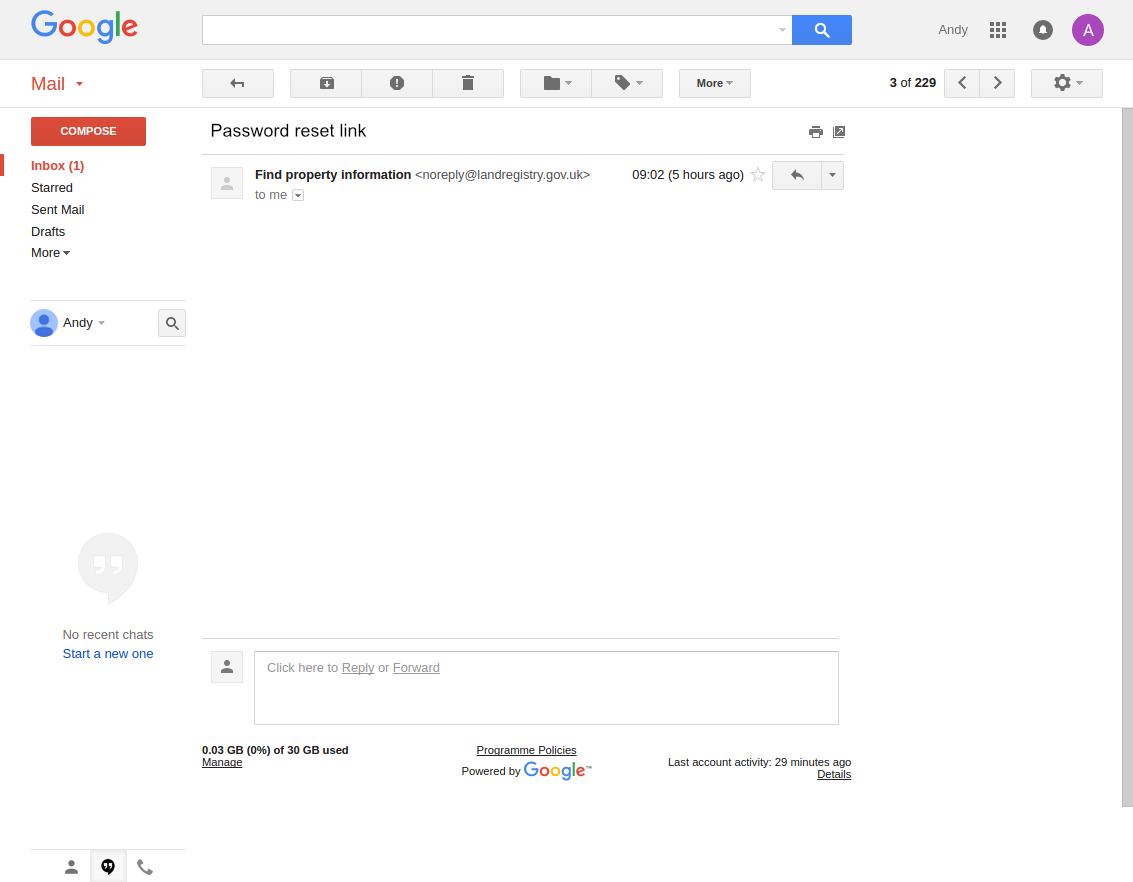 Google
Andy
A
Mail
More
3 of 229
COMPOSE
Password reset link
Inbox (1)
Starred
Sent Mail
Drafts
More
Find property information <noreply@landregistry.gov.uk>
09:02 (5 hours ago)
to me
Andy
No recent chats
Start a new one
Click here to Reply or Forward
0.03 GB (0%) of 30 GB used
Manage
Programme Policies
Powered by Google™
Last account activity: 29 minutes ago
Details